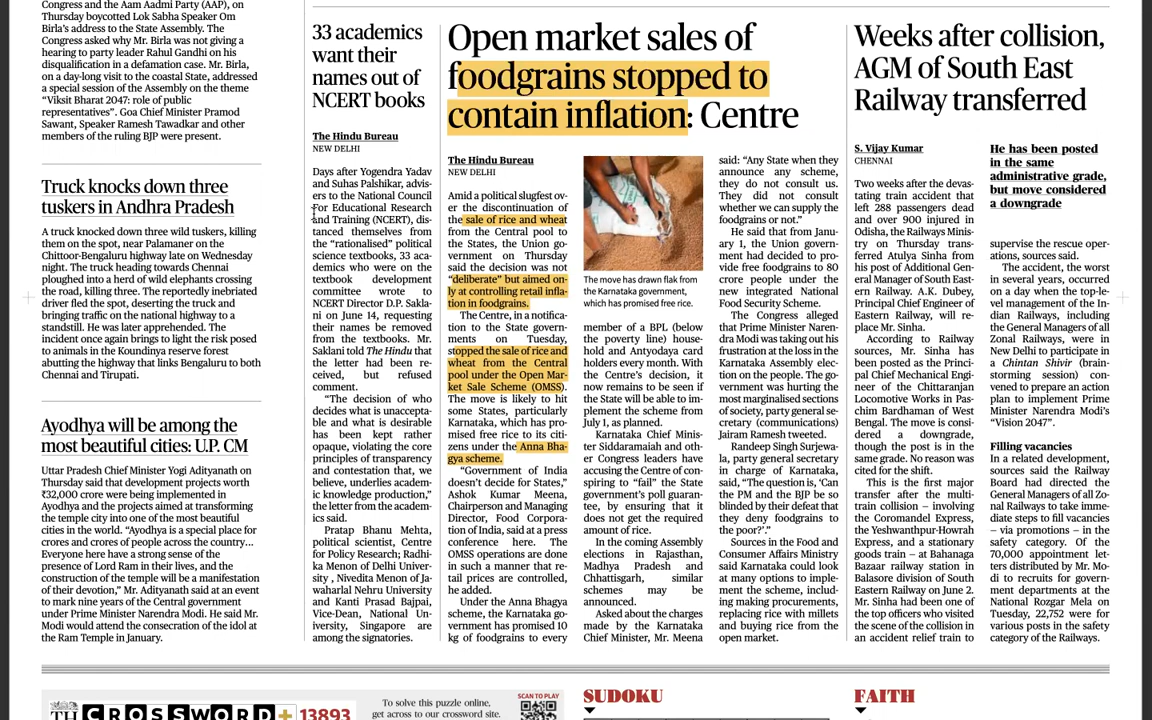 Congress and the Aam Aadmi Party (AAP), on
Thursday boycotted Lok Sabha Speaker Om
Birla's address to the State Assembly. The
Congress asked why Mr. Birla was not giving a
hearing to party leader Rahul Gandhi on his
disqualification in a defamation case. Mr. Birla,
on a day-long visit to the coastal State, addressed
a special session of the Assembly on the theme
“Viksit Bharat 2047: role of public
representatives”. Goa Chief Minister Pramod
Sawant, Speaker Ramesh Tawadkar and other
members of the ruling BJP were present.
Truck knocks down three
tuskers in Andhra Pradesh
A truck knocked down three wild tuskers, killing
them on the spot, near Palamaner on the
Chittoor-Bengaluru highway late on Wednesday
night. The truck heading towards Chennai
ploughed into a herd of wild elephants crossing
the road, killing three. The reportedly inebriated
driver fled the spot, deserting the truck and
bringing traffic on the national highway to a
standstill. He was later apprehended. The
incident once again brings to light the risk posed
to animals in the Koundinya reserve forest
abutting the highway that links Bengaluru to both
Chennai and Tirupati.
Ayodhya will be among the
most beautiful cities: U.P. CM
Uttar Pradesh Chief Minister Yogi Adityanath on
Thursday said that development projects worth
₹32,000 crore were being implemented in
Ayodhya and the projects aimed at transforming
the temple city into one of the most beautiful
cities in the world. “Ayodhya is a special place for
crores and crores of people across the country...
Everyone here have a strong sense of the
presence of Lord Ram in their lives, and the
construction of the temple will be a manifestation
of their devotion,” Mr. Adityanath said at an event
to mark nine years of the Central government
under Prime Minister Narendra Modi. He said Mr.
Modi would attend the consecration of the idol at
the Ram Temple in January.
33 academics
want their
names out of
NCERT books
The Hindu Bureau
NEW DELHI
Days after Yogendra Yadav
and Suhas Palshikar, advis-
ers to the National Council
For Educational Research
and Training (NCERT), dis-
tanced themselves from
the “rationalised” political
science textbooks, 33 aca-
demics who were on the
textbook development
committee wrote to
NCERT Director D.P. Sakla-
ni on June 14, requesting
their names be removed
from the textbooks. Mr.
Saklani told The Hindu that
the letter had been re-
ceived, but refused
comment.
“The decision of who
decides what is unaccepta-
ble and what is desirable
has been kept rather
opaque, violating the core
principles of transparency
and contestation that, we
believe, underlies academ-
ic knowledge production,”
the letter from the academ-
ics said.
Pratap Bhanu Mehta,
political scientist, Centre
for Policy Research; Radhi-
ka Menon of Delhi Univer-
sity , Nivedita Menon of Ja-
waharlal Nehru University
and Kanti Prasad Bajpai,
Vice-Dean, National Un-
iversity, Singapore are
among the signatories.
Open market sales of
foodgrains stopped to
contain inflation: Centre
The Hindu Bureau
NEW DELHI
Amid a political slugfest ov-
er the discontinuation of
the sale of rice and wheat
from the Central pool to
the States, the Union go-
vernment on Thursday
said the decision was not
“deliberate” but aimed on-
ly at controlling retail infla-
tion in foodgrains.
The Centre, in a notifica-
tion to the State govern-
ments on Tuesday,
stopped the sale of rice and
wheat from the Central
pool under the Open Mar-
ket Sale Scheme (OMSS).
The move is likely to hit
some States, particularly
Karnataka, which has pro-
mised free rice to its citi-
zens under the Anna Bha-
gya scheme.
“Government of India
doesn't decide for States,”
Ashok Kumar Meena,
Chairperson and Managing
Director, Food Corpora-
tion of India, said at a press
conference here. The
OMSS operations are done
in such a manner that re-
tail prices are controlled,
he added.
Under the Anna Bhagya
scheme, the Karnataka go-
vernment has promised 10
kg of foodgrains to every
The move has drawn flak from
the Karnataka government,
which has promised free rice.
member of a BPL (below
the poverty line) house-
hold and Antyodaya card
holders every month. With
the Centre's decision, it
now remains to be seen if
the State will be able to im-
plement the scheme from
July 1, as planned.
Karnataka Chief Minis-
ter Siddaramaiah and oth-
er Congress leaders have
accusing the Centre of con-
spiring to “fail” the State
government's poll guaran-
tee, by ensuring that it
does not get the required
amount of rice.
In the coming Assembly
elections in Rajasthan,
Madhya Pradesh and
Chhattisgarh, similar
schemes may be
announced.
Asked about the charges
made by the Karnataka
Chief Minister, Mr. Meena
said: “Any State when they
announce any scheme,
they do not consult us.
They did not consult
whether we can supply the
foodgrains or not.”
He said that from Janu-
ary 1, the Union govern-
ment had decided to pro-
vide free foodgrains to 80
crore people under the
new integrated National
Food Security Scheme.
The Congress alleged
that Prime Minister Naren-
dra Modi was taking out his
frustration at the loss in the
Karnataka Assembly elec-
tion on the people. The go-
vernment was hurting the
most marginalised sections
of society, party general se-
cretary (communications)
Jairam Ramesh tweeted.
Randeep Singh Surjewa-
la, party general secretary
in charge of Karnataka,
said, “The question is, ‘Can
the PM and the BJP be so
blinded by their defeat that
they deny foodgrains to
the poor?’.”
Sources in the Food and
Consumer Affairs Ministry
said Karnataka could look
at many options to imple-
ment the scheme, includ-
ing making procurements,
replacing rice with millets
and buying rice from the
open market.
Weeks after collision,
AGM of South East
Railway transferred
S. Vijay Kumar
CHENNAI
Two weeks after the devas-
tating train accident that
left 288 passengers dead
and over 900 injured in
Odisha, the Railways Minis-
try on Thursday trans-
ferred Atulya Sinha from
his post of Additional Gen-
eral Manager of South East-
ern Railway. A.K. Dubey,
Principal Chief Engineer of
Eastern Railway, will re-
place Mr. Sinha.
According to Railway
sources, Mr. Sinha has
been posted as the Princi-
pal Chief Mechanical Engi-
neer of the Chittaranjan
Locomotive Works in Pas-
chim Bardhaman of West
Bengal. The move is consi-
dered a downgrade,
though the post is in the
same grade. No reason was
cited for the shift.
This is the first major
transfer after the multi-
train collision – involving
the Coromandel Express,
the Yeshwanthpur-Howrah
Express, and a stationary
goods train – at Bahanaga
Bazaar railway station in
Balasore division of South
Eastern Railway on June 2.
Mr. Sinha had been one of
the top officers who visited
the scene of the collision in
an accident relief train to
He has been posted
in the same
administrative grade,
but move considered
a downgrade
supervise the rescue oper-
ations, sources said.
The accident, the worst
in several years, occurred
on a day when the top-le-
vel management of the In-
dian Railways, including
the General Managers of all
Zonal Railways, were in
New Delhi to participate in
a Chintan Shivir (brain-
storming session) con-
vened to prepare an action
plan to implement Prime
Minister Narendra Modi's
“Vision 2047”.
Filling vacancies
In a related development,
sources said the Railway
Board had directed the
General Managers of all Zo-
nal Railways to take imme-
diate steps to fill vacancies
– via promotions – in the
safety category. Of the
70,000 appointment let-
ters distributed by Mr. Mo-
di to recruits for govern-
ment departments at the
National Rozgar Mela on
Tuesday, 22,752 were for
various posts in the safety
category of the Railways.
TH CROSSWORD+ 13893
To solve this puzzle online,
get across to our crossword site.
SCAN TO PLAY
SUDOKU
FAITH